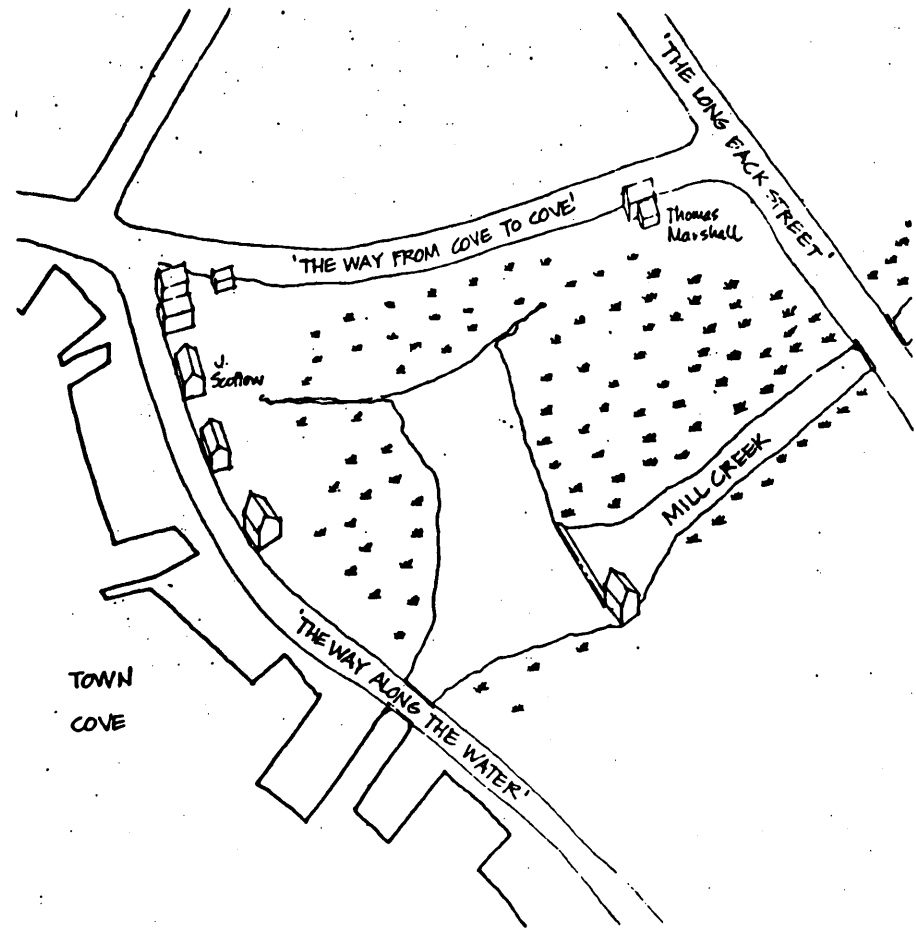 'THE LONG BACK STREET'
'THE WAY FROM COVE TO COVE'
Thomas
Marshall
J.
Scollow
MILL CREEK
'THE WAY ALONG THE WATER'
TOWN
COVE